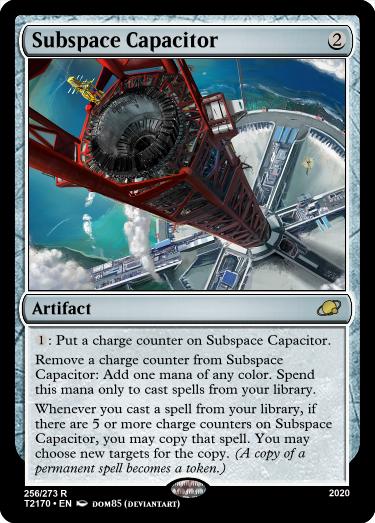 Subspace Capacitor 2
Artifact
1: Put a charge counter on Subspace Capacitor.
Remove a charge counter from Subspace
Capacitor: Add one mana of any color. Spend
this mana only to cast spells from your library.
Whenever you cast a spell from your library, if
there are 5 or more charge counters on Subspace
Capacitor, you may copy that spell. You may
choose new targets for the copy. (A copy of a
permanent spell becomes a token.)
256/273 R 2020
T2170 • EN DOM85 (DEVIANTART)